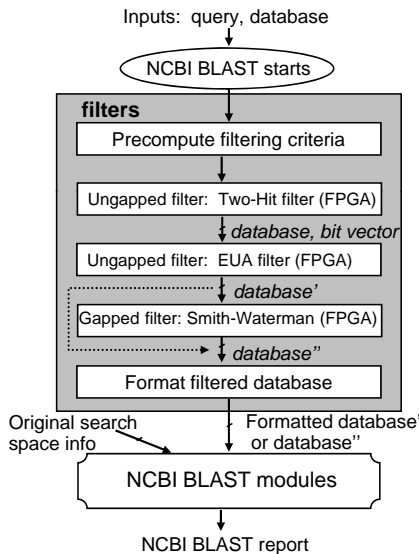 Inputs: query, database
NCBI BLAST starts
filters
Precompute filtering criteria
Ungapped filter: Two-Hit filter (FPGA)
database, bit vector
Ungapped filter: EUA filter (FPGA)
database'
Gapped filter: Smith-Waterman (FPGA)
database''
Format filtered database
Original search
space info
Formatted database'
or database''
NCBI BLAST modules
NCBI BLAST report